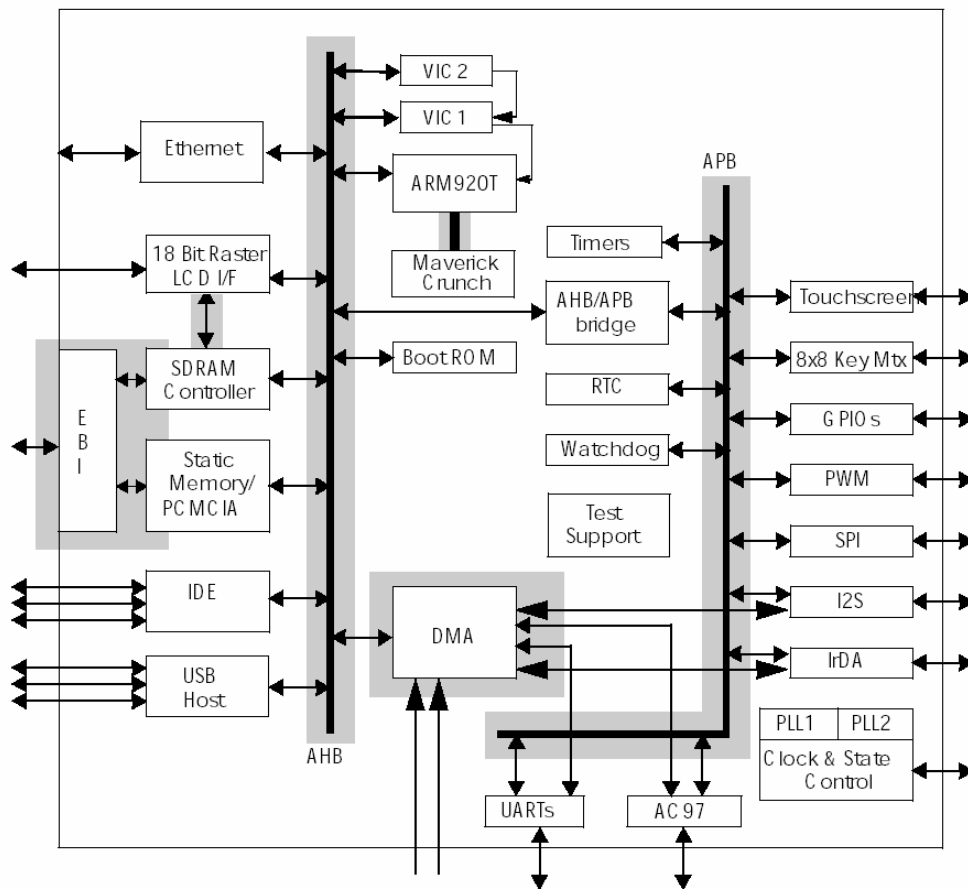 VIC 2
VIC 1
Ethernet
ARM920T
APB
18 Bit Raster
LCD I/F
Maverick
Crunch
Timers
AHB/APB
bridge
Touchscreen
Boot ROM
8x8 Key Mtx
SDRAM
Controller
RTC
GPIOs
E
B
I
Static
Memory/
PCMCIA
Watchdog
PWM
Test
Support
SPI
IDE
DMA
I2S
USB
Host
IrDA
PLL1
PLL2
Clock & State
Control
AHB
UARTs
AC97